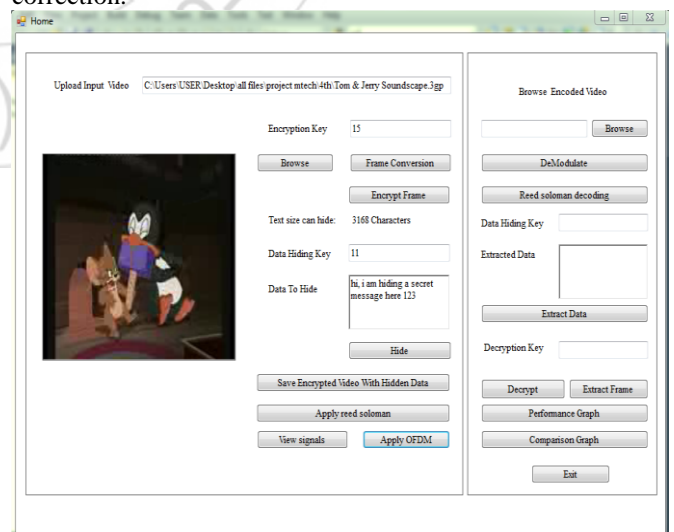 correction.
Home
Upload Input Video C:\Users\USER\Desktop\all files\project mtech\4th\Tom & Jerry Soundscape.3gp
Encryption Key 15
Browse Frame Conversion
Encrypt Frame
Text size can hide: 3168 Characters
Data Hiding Key 11
Data To Hide
hi, i am hiding a secret
message here 123
Hide
Save Encrypted Video With Hidden Data
Apply reed soloman
View signals Apply OFDM
Browse Encoded Video
Browse
DeModulate
Reed soloman decoding
Data Hiding Key
Extracted Data
Extract Data
Decryption Key
Decrypt Extract Frame
Performance Graph
Comparison Graph
Exit